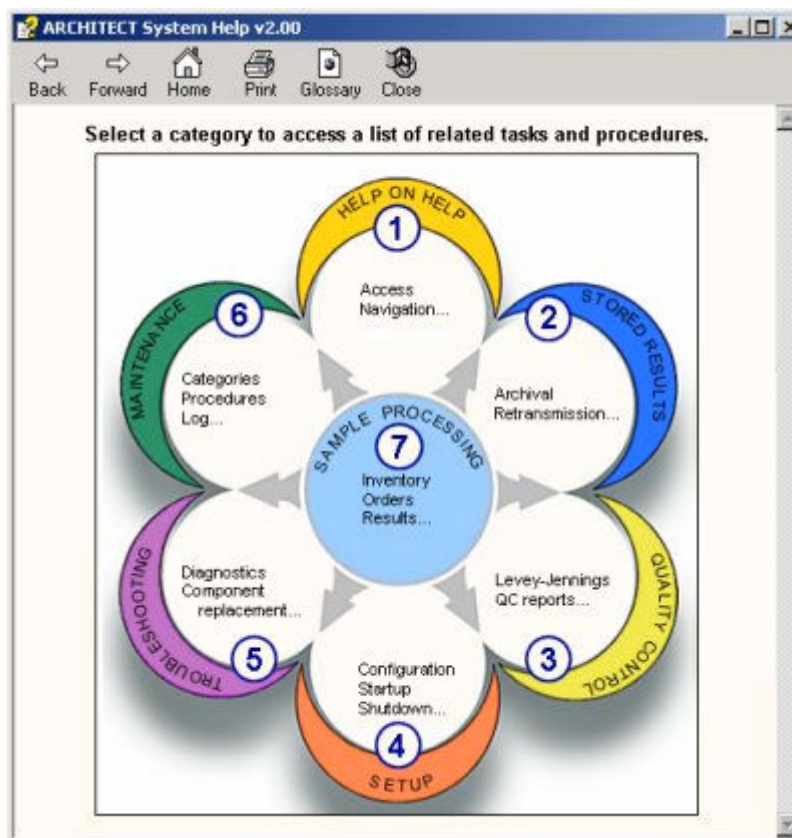 ARCHITECT System Help v2.00
Back Forward Home Print Glossary Close
Select a category to access a list of related tasks and procedures.
HELP ON HELP
1
Access
Navigation...
STORED RESULTS
2
Archival
Retransmission...
QUALITY CONTROL
Levey-Jennings
QC reports...
3
Configuration
Startup
Shutdown...
4
SETUP
TROUBLESHOOTING
Diagnostics
Component
replacement...
5
MAINTENANCE
6
Categories
Procedures
Log...
SAMPLE PROCESSING
7
Inventory
Orders
Results...